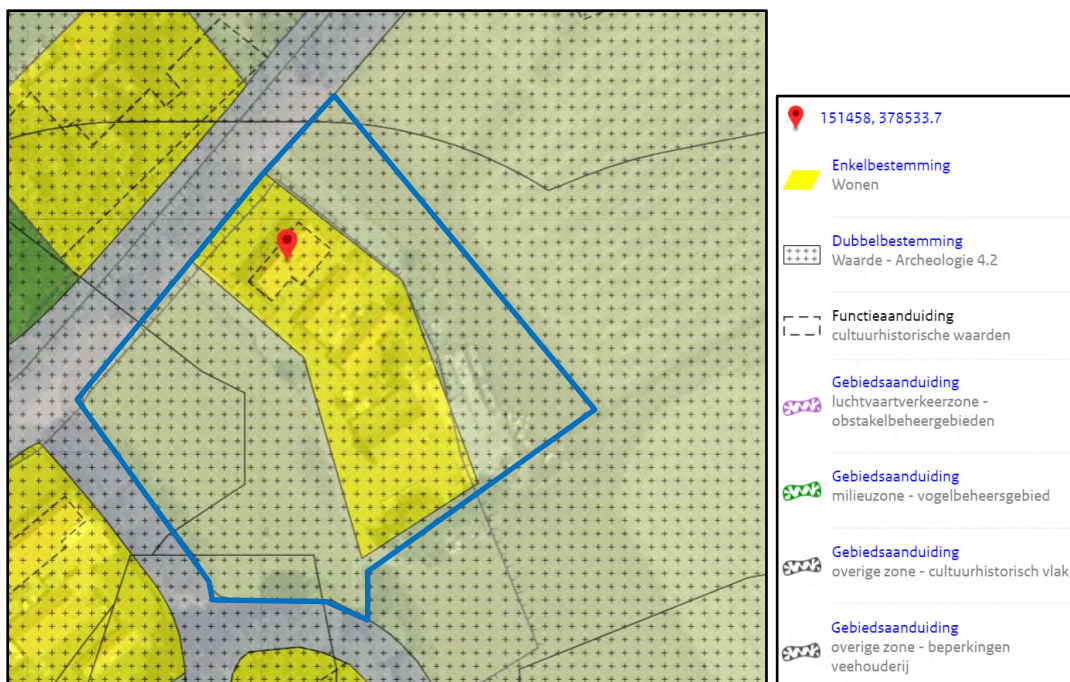 151458, 378533.7
Enkelbestemming
Wonen
Dubbelbestemming
Waarde - Archeologie 4.2
Functieaanduiding
cultuurhistorische waarden
Gebiedsaanduiding
luchtvaartverkeerzone -
obstakelbeheergebieden
Gebiedsaanduiding
milieuzone - vogelbeheersgebied
Gebiedsaanduiding
overige zone - cultuurhistorisch vlak
Gebiedsaanduiding
overige zone - beperkingen
veehouderij